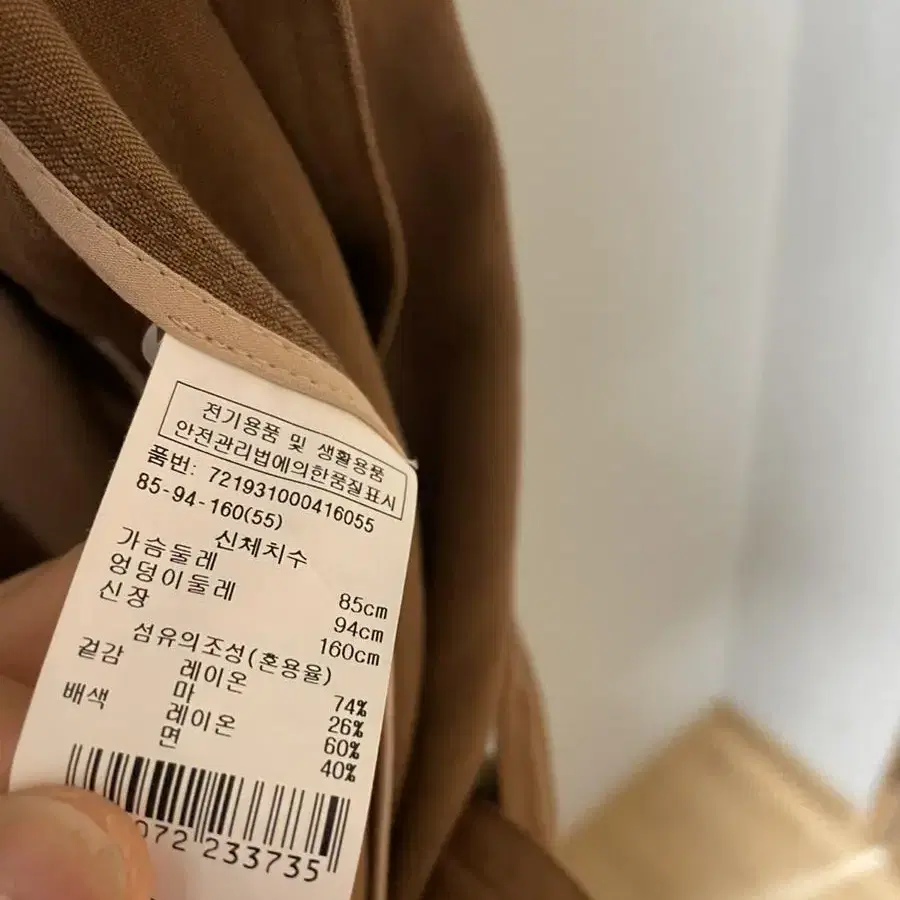 전기용품 및 생활용품
안전관리법에의한품질표시
품번: 721931000416055
85-94-160(55)
신체치수
가슴둘레 85cm
엉덩이둘레 94cm
신장 160cm
섬유의조성(혼용율)
겉감 레이온 74%
마 26%
배색 레이온 60%
면 40%
072 233735